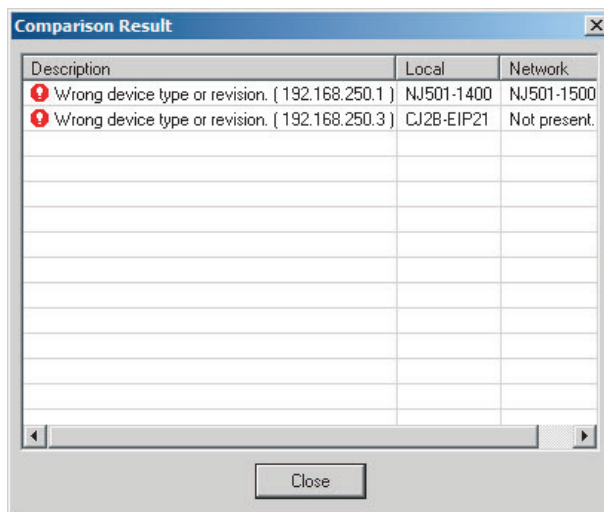 Comparison Result
Description Local Network
Wrong device type or revision. ( 192.168.250.1 ) NJ501-1400 NJ501-1500
Wrong device type or revision. ( 192.168.250.3 ) CJ2B-EIP21 Not present.
Close